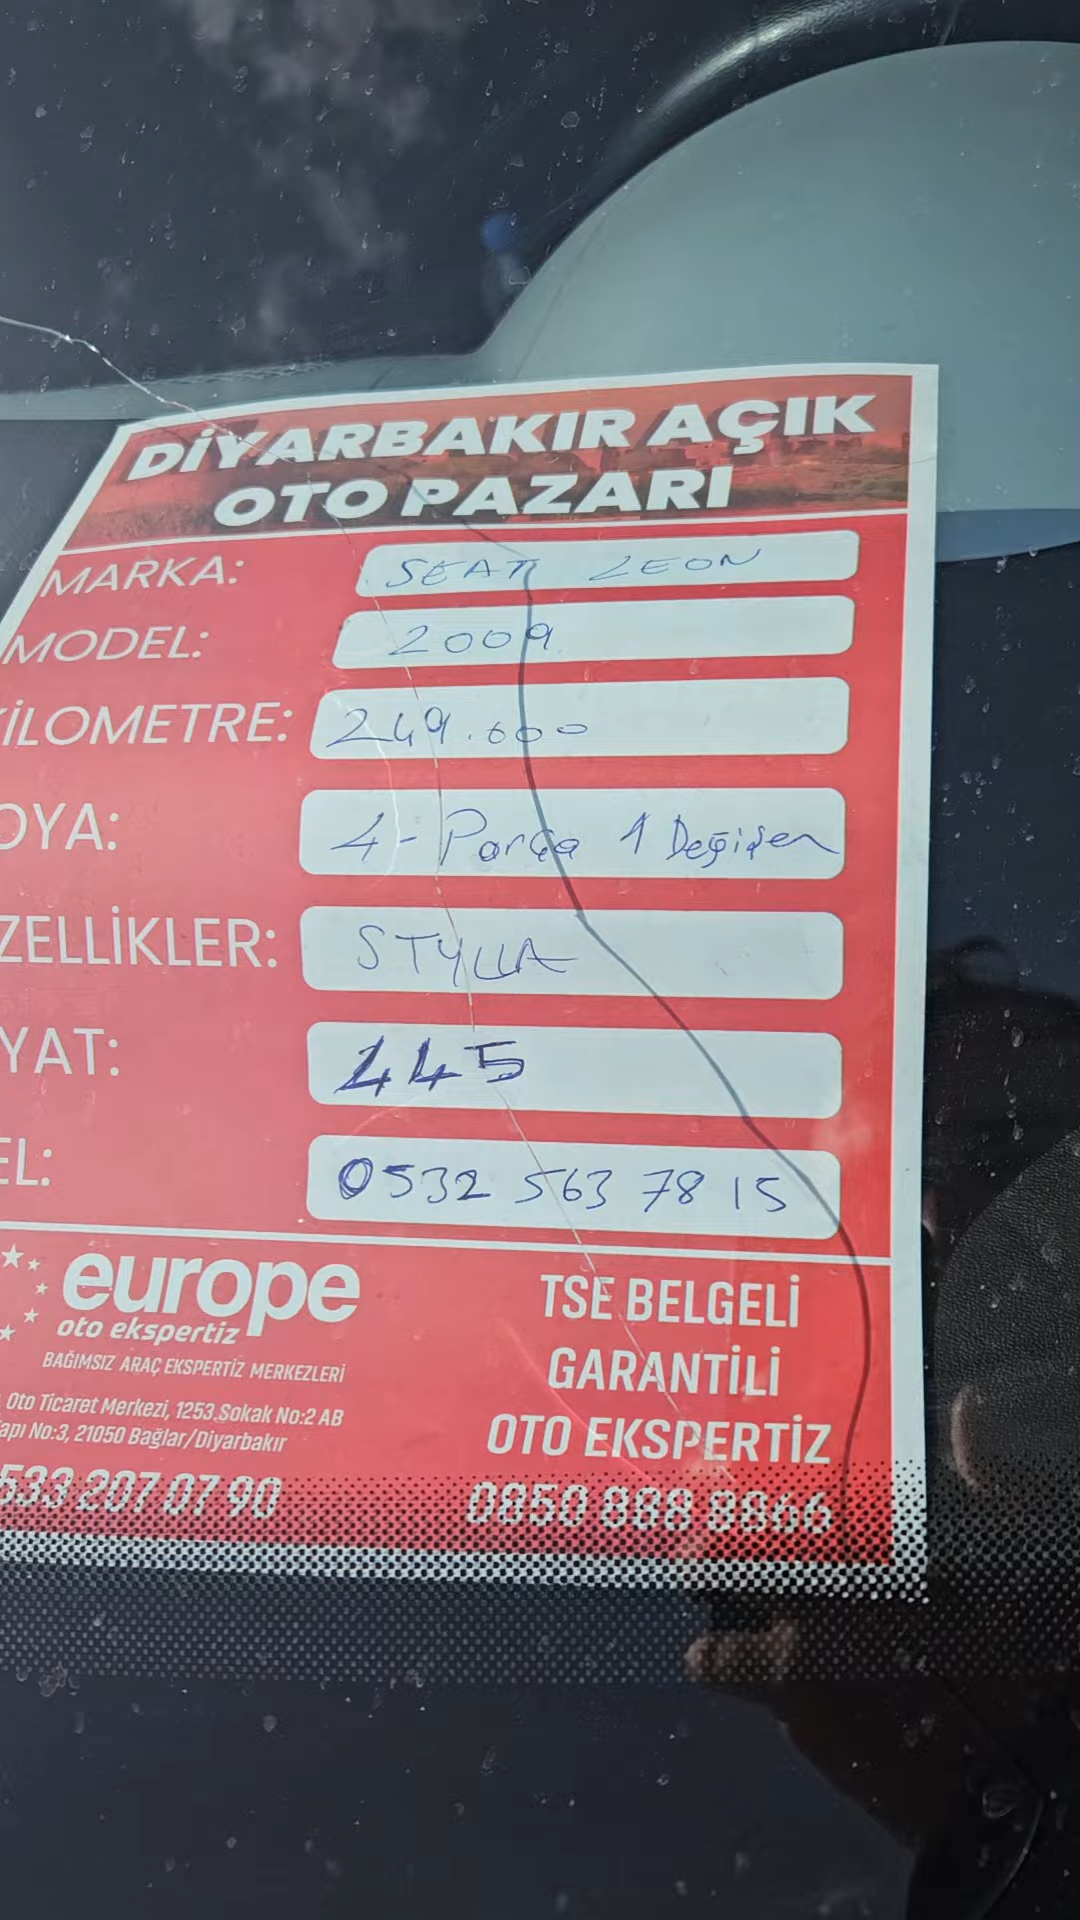 DİYARBAKIR AÇIK
OTO PAZARI
MARKA: SEAT LEON
MODEL: 2009
KİLOMETRE: 249.000
OYA: 4- Parça 1 Değişen
ZELLİKLER: STYLLA
YAT: 445
EL: 0532 563 78 15
europe
oto ekspertiz
BAĞIMSIZ ARAÇ EKSPERTİZ MERKEZLERİ
Oto Ticaret Merkezi, 1253.Sokak No:2 AB
apı No:3, 21050 Bağlar/Diyarbakır
533 207 07 90
TSE BELGELİ
GARANTİLİ
OTO EKSPERTİZ
0850 888 8866